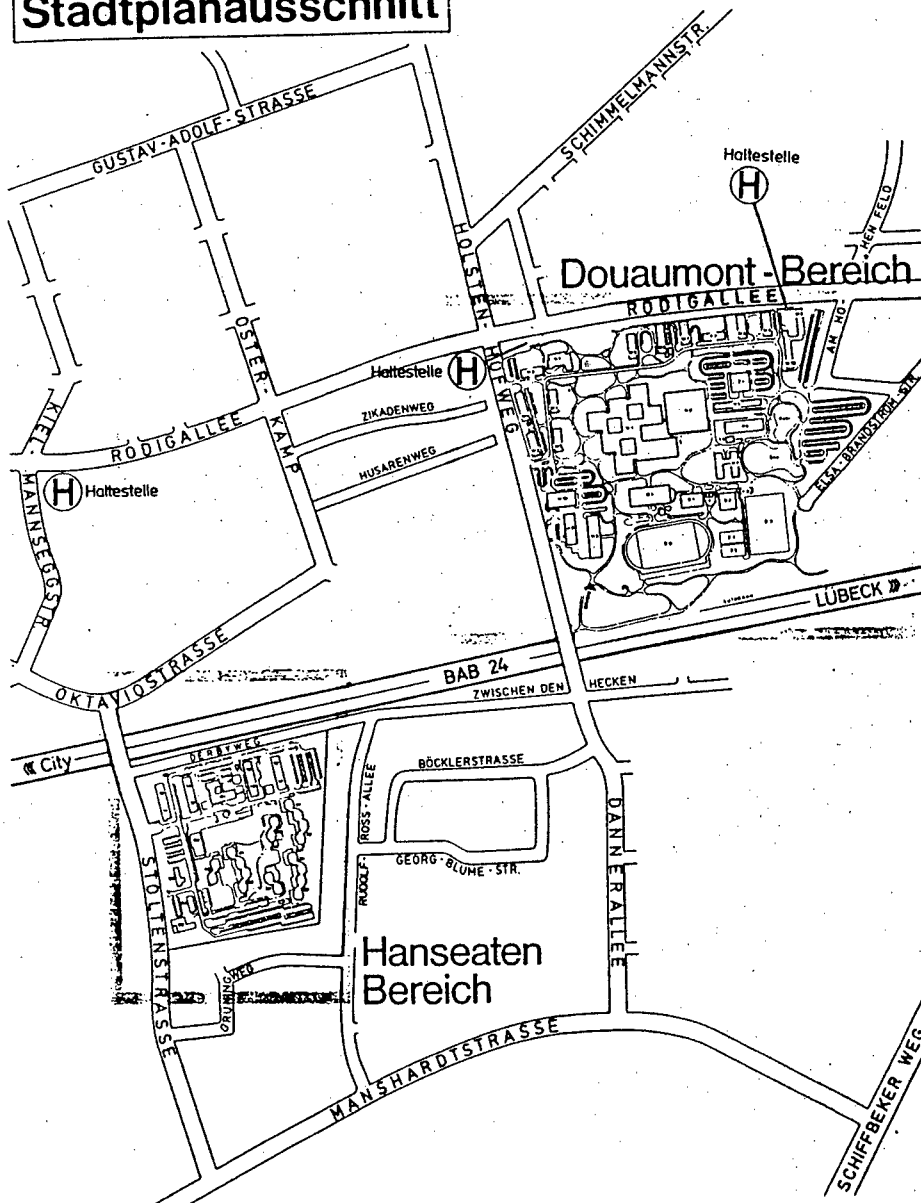 Stadtplanausschnitt
GUSTAV-ADOLF-STRASSE
SCHIMMELMANNSTR.
Haltestelle
H
HOLSTEN-
HOFWEG
Douaumont-Bereich
RODIGALLEE
AM HO
HEN FELD
ELSA-BRANDSTROM-STR.
OSTER-
KAMP
Haltestelle H
ZIKADENWEG
HUSARENWEG
RODIGALLEE
KIEL-
MANNSEGGSTR.
H Haltestelle
OKTAVIOSTRASSE
LÜBECK
BAB 24
ZWISCHEN DEN HECKEN
City
DERBYWEG
BÖCKLERSTRASSE
RUDOLF-ROSS-ALLEE
GEORG-BLUME-STR.
DANNERALLEE
STOLTENSTRASSE
Hanseaten
Bereich
MANSHARDTSTRASSE
SCHIFFBEKER WEG